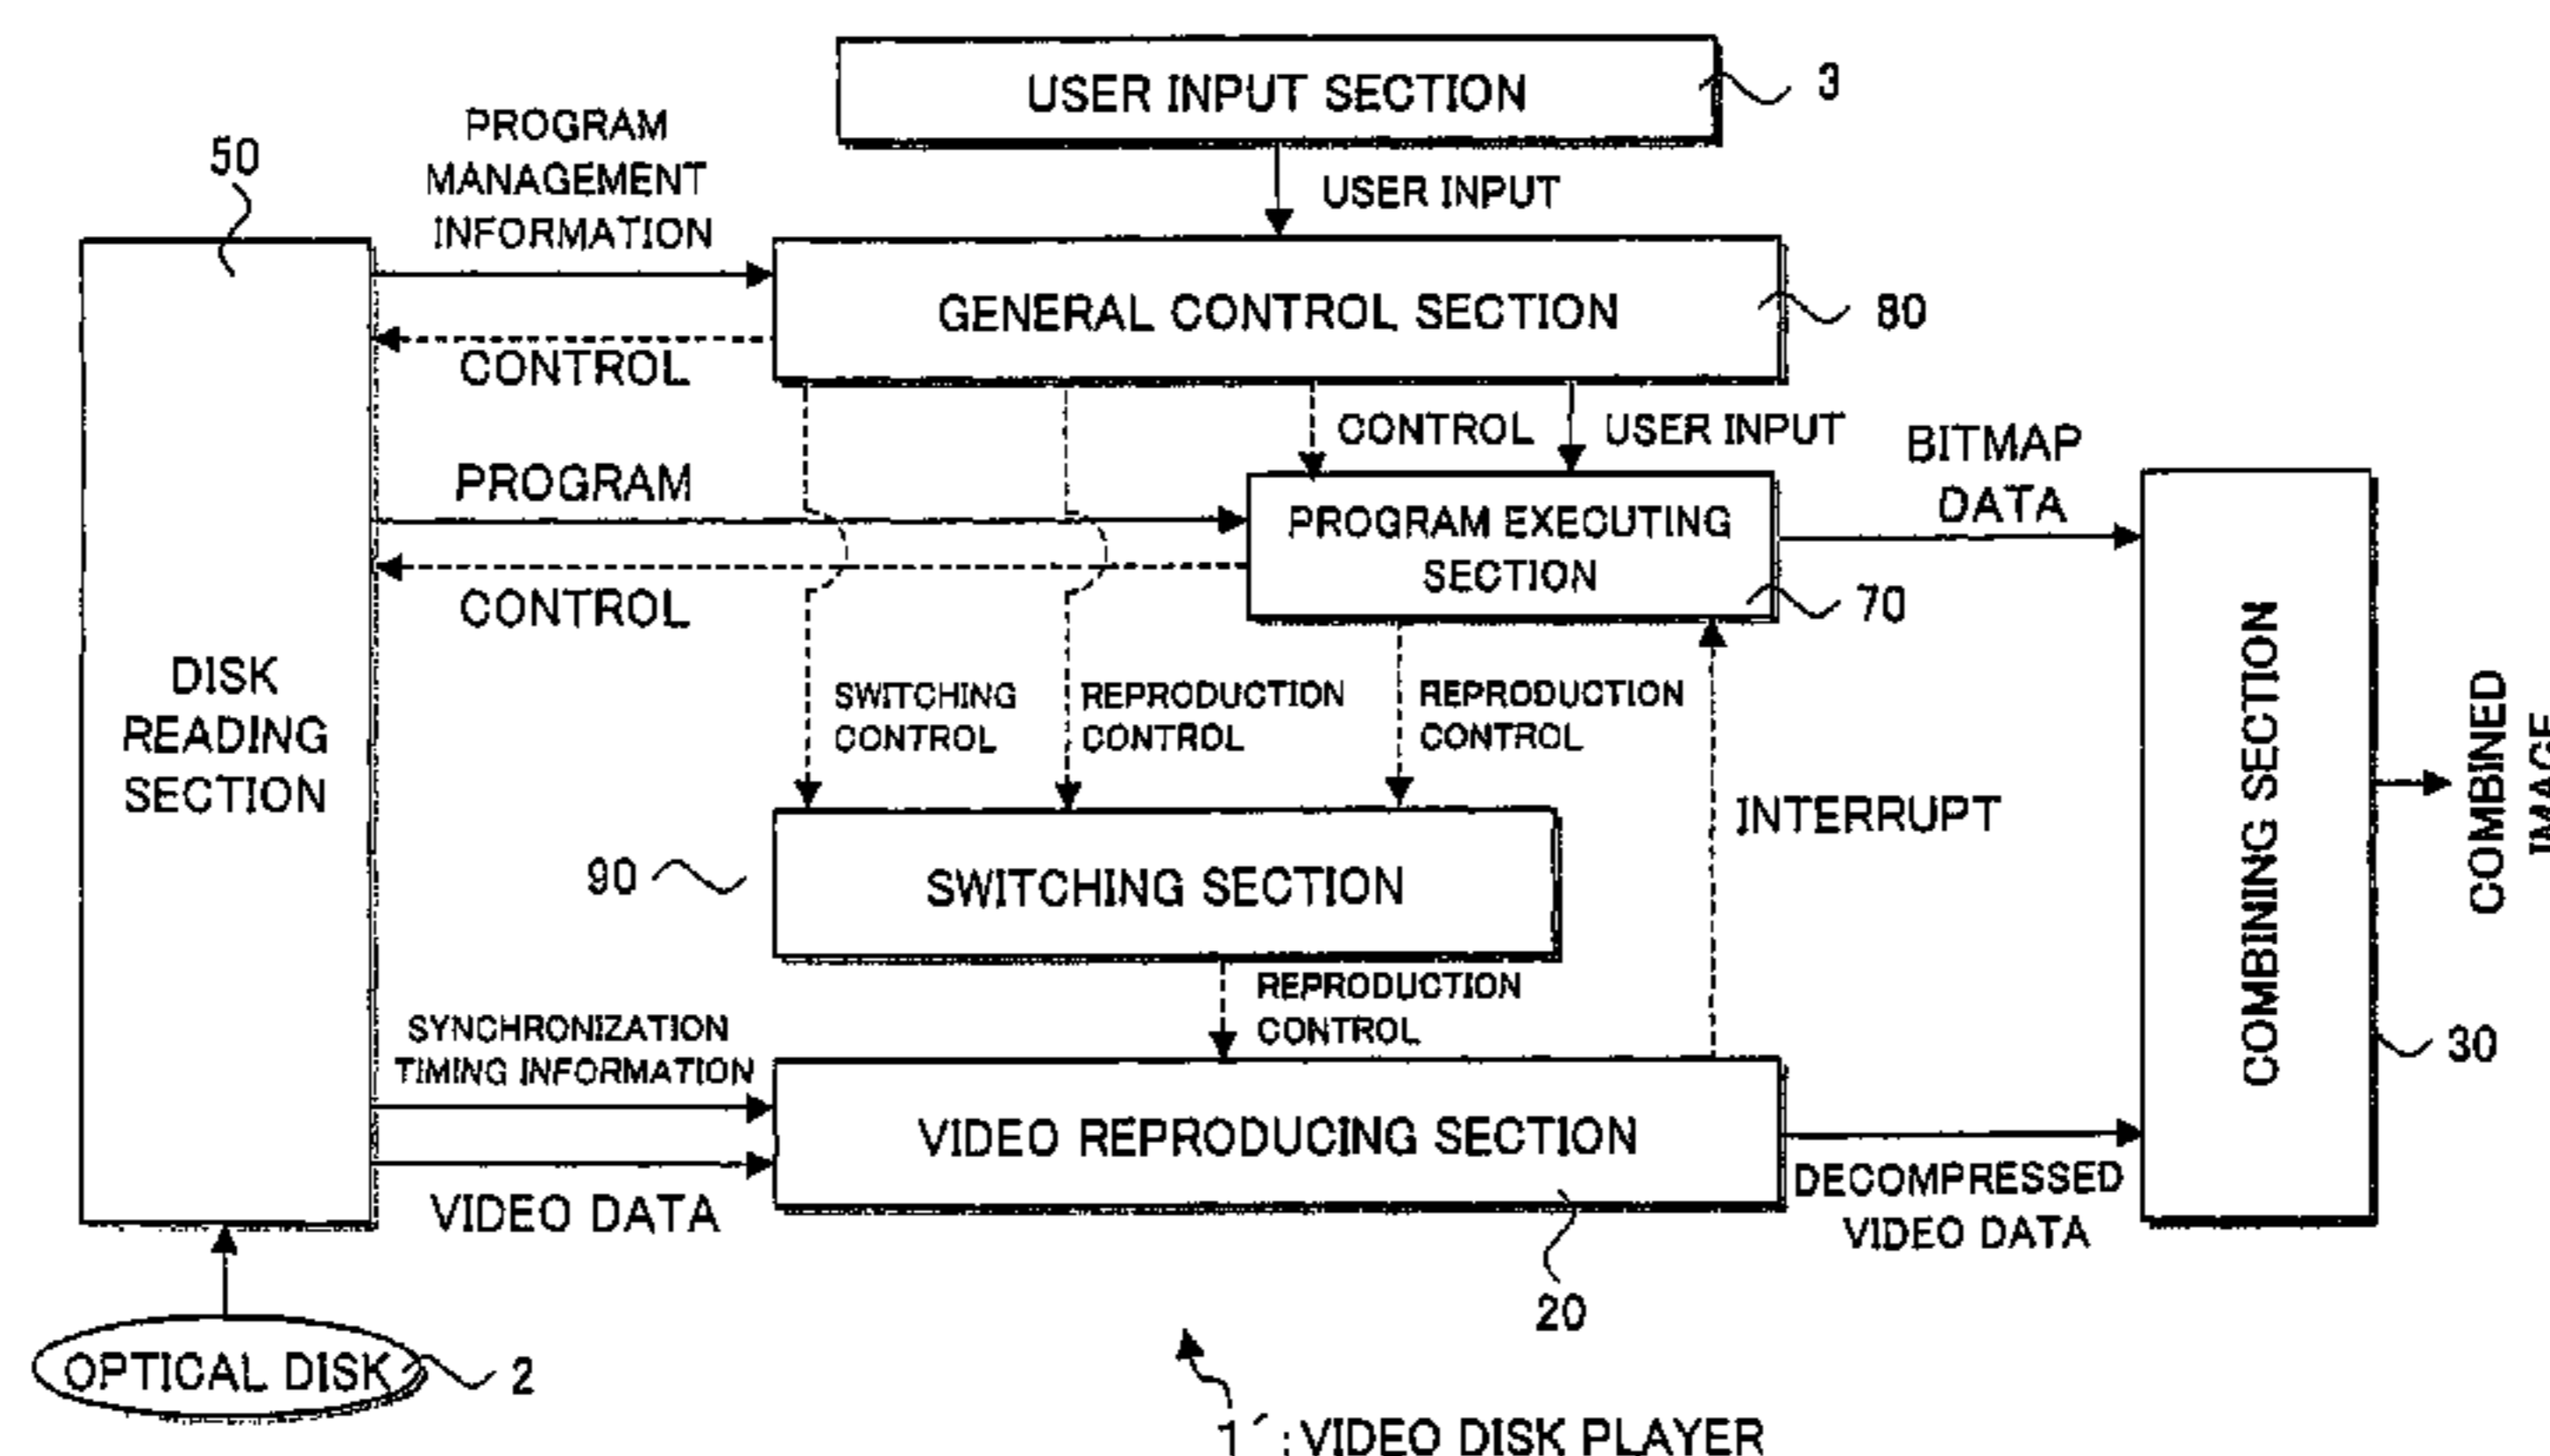 USER INPUT SECTION
3
PROGRAM
MANAGEMENT
INFORMATION
50
USER INPUT
GENERAL CONTROL SECTION
80
CONTROL
CONTROL
USER INPUT
BITMAP
DATA
PROGRAM
PROGRAM EXECUTING
SECTION
70
CONTROL
DISK
READING
SECTION
SWITCHING
CONTROL
REPRODUCTION
CONTROL
REPRODUCTION
CONTROL
INTERRUPT
COMBINING SECTION
COMBINED
IMAGE
90
SWITCHING SECTION
REPRODUCTION
CONTROL
30
SYNCHRONIZATION
TIMING INFORMATION
VIDEO REPRODUCING SECTION
VIDEO DATA
DECOMPRESSED
VIDEO DATA
20
OPTICAL DISK
2
1´: VIDEO DISK PLAYER